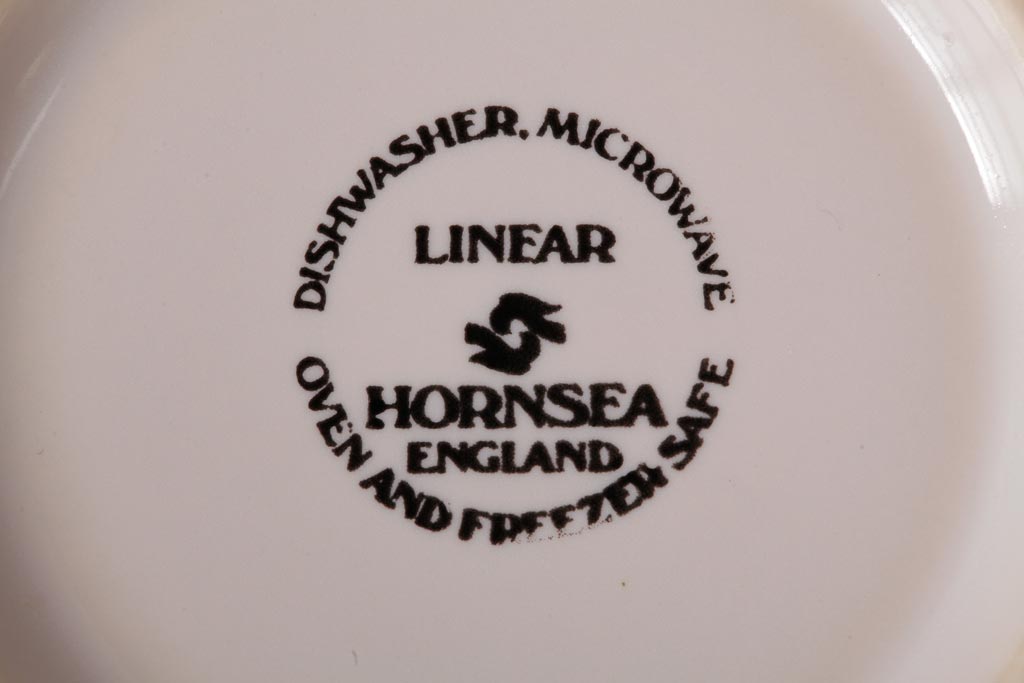 DISHWASHER, MICROWAVE
LINEAR
HORNSEA
ENGLAND
OVEN AND FREEZER SAFE